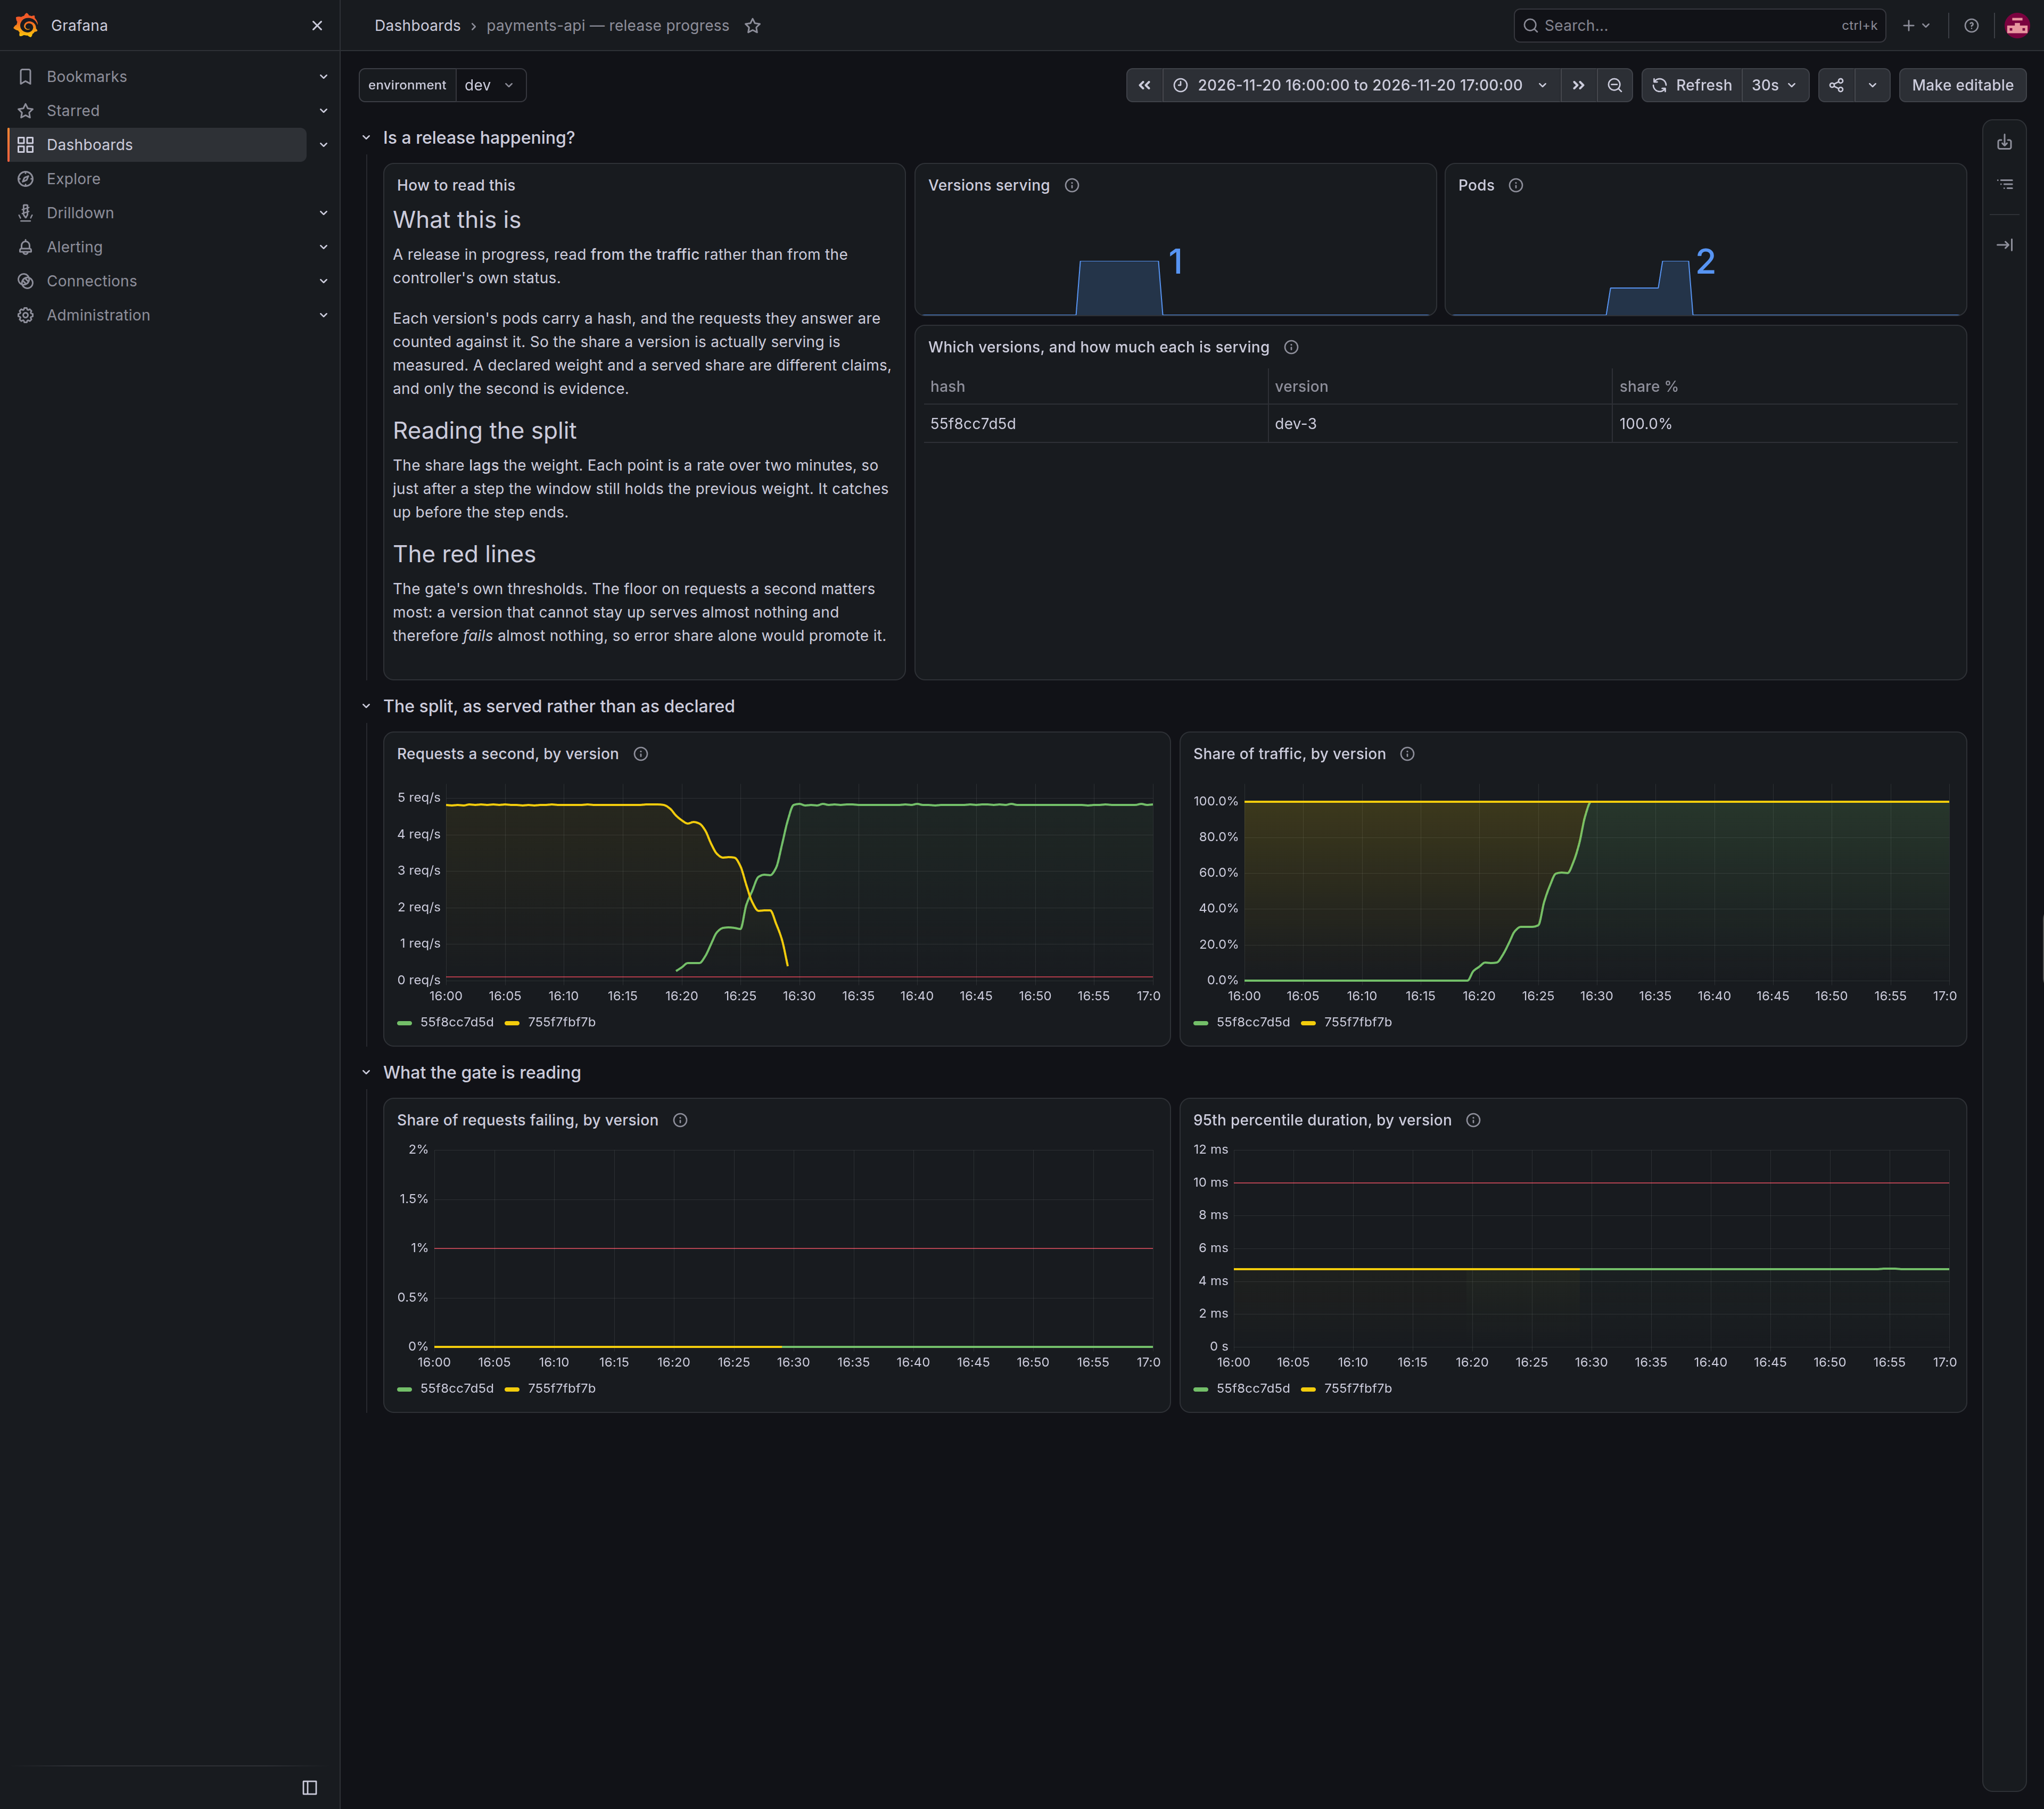 Grafana
Dashboards › payments-api — release progress
Search... ctrl+k
Bookmarks
Starred
Dashboards
Explore
Drilldown
Alerting
Connections
Administration
environment dev
2026-11-20 16:00:00 to 2026-11-20 17:00:00
Refresh 30s
Make editable
Is a release happening?
How to read this
What this is
A release in progress, read from the traffic rather than from the
controller's own status.
Each version's pods carry a hash, and the requests they answer are
counted against it. So the share a version is actually serving is
measured. A declared weight and a served share are different claims,
and only the second is evidence.
Reading the split
The share lags the weight. Each point is a rate over two minutes, so
just after a step the window still holds the previous weight. It catches
up before the step ends.
The red lines
The gate's own thresholds. The floor on requests a second matters
most: a version that cannot stay up serves almost nothing and
therefore fails almost nothing, so error share alone would promote it.
Versions serving
1
Pods
2
Which versions, and how much each is serving
hash version share %
55f8cc7d5d dev-3 100.0%
The split, as served rather than as declared
Requests a second, by version
5 req/s
4 req/s
3 req/s
2 req/s
1 req/s
0 req/s
16:00 16:05 16:10 16:15 16:20 16:25 16:30 16:35 16:40 16:45 16:50 16:55 17:0
55f8cc7d5d 755f7fbf7b
Share of traffic, by version
100.0%
80.0%
60.0%
40.0%
20.0%
0.0%
16:00 16:05 16:10 16:15 16:20 16:25 16:30 16:35 16:40 16:45 16:50 16:55 17:0
55f8cc7d5d 755f7fbf7b
What the gate is reading
Share of requests failing, by version
2%
1.5%
1%
0.5%
0%
16:00 16:05 16:10 16:15 16:20 16:25 16:30 16:35 16:40 16:45 16:50 16:55 17:0
55f8cc7d5d 755f7fbf7b
95th percentile duration, by version
12 ms
10 ms
8 ms
6 ms
4 ms
2 ms
0 s
16:00 16:05 16:10 16:15 16:20 16:25 16:30 16:35 16:40 16:45 16:50 16:55 17:0
55f8cc7d5d 755f7fbf7b